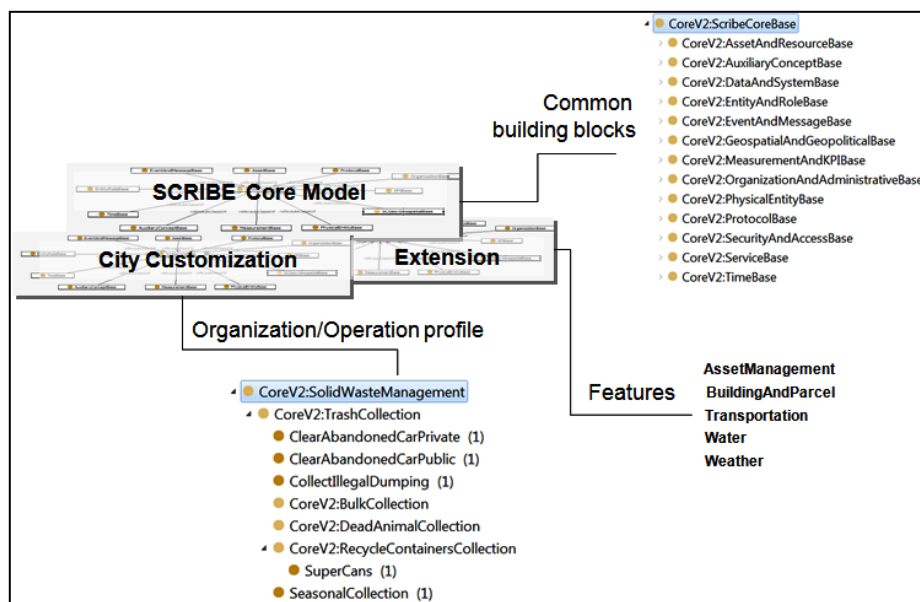 CoreV2:ScribeCoreBase
CoreV2:AssetAndResourceBase
CoreV2:AuxiliaryConceptBase
CoreV2:DataAndSystemBase
CoreV2:EntityAndRoleBase
CoreV2:EventAndMessageBase
CoreV2:GeospatialAndGeopoliticalBase
CoreV2:MeasurementAndKPIBase
CoreV2:OrganizationAndAdministrativeBase
CoreV2:PhysicalEntityBase
CoreV2:ProtocolBase
CoreV2:SecurityAndAccessBase
CoreV2:ServiceBase
CoreV2:TimeBase
Common
building blocks
SCRIBE Core Model
City Customization
Extension
Organization/Operation profile
CoreV2:SolidWasteManagement
CoreV2:TrashCollection
ClearAbandonedCarPrivate (1)
ClearAbandonedCarPublic (1)
CollectIllegalDumping (1)
CoreV2:BulkCollection
CoreV2:DeadAnimalCollection
CoreV2:RecycleContainersCollection
SuperCans (1)
SeasonalCollection (1)
Features
AssetManagement
BuildingAndParcel
Transportation
Water
Weather